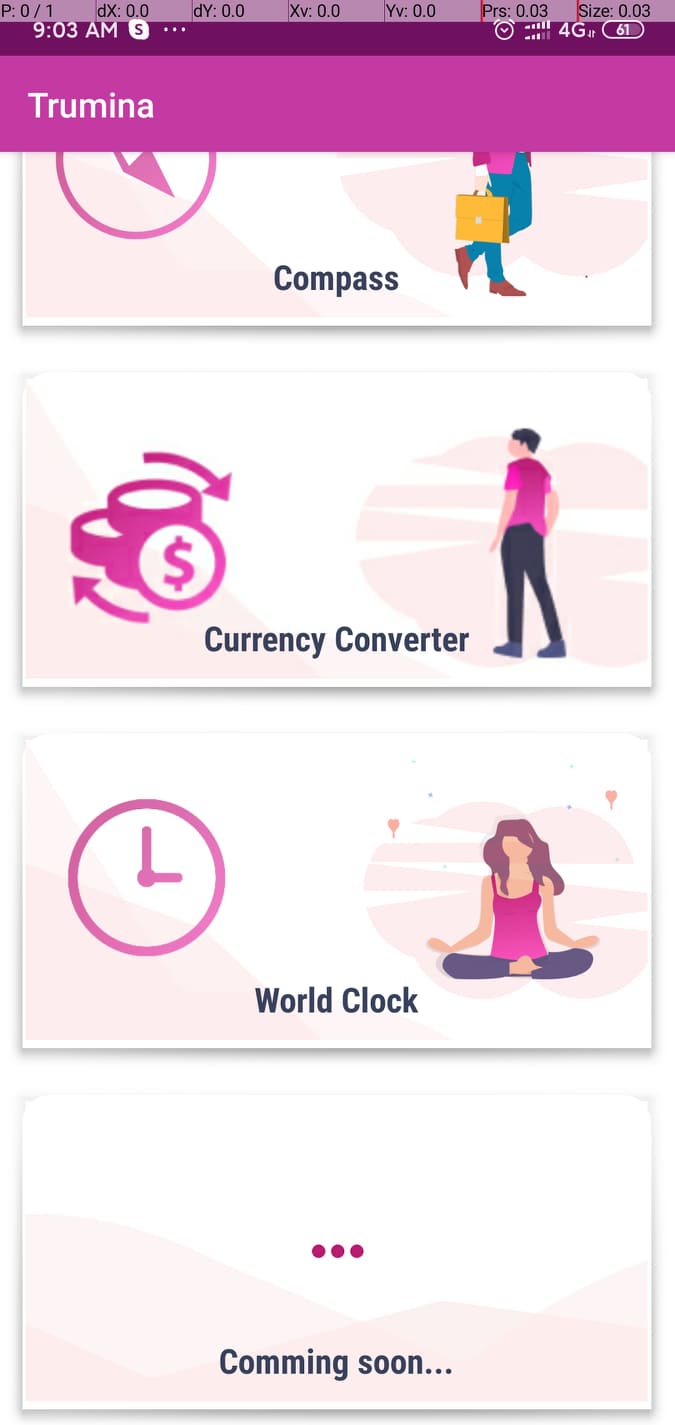 P: 0 / 1 dX: 0.0 dY: 0.0 Xv: 0.0 Yv: 0.0 Prs: 0.03 Size: 0.03
9:03 AM S ... 4G 61
Trumina
Compass
$
Currency Converter
World Clock
Comming soon...